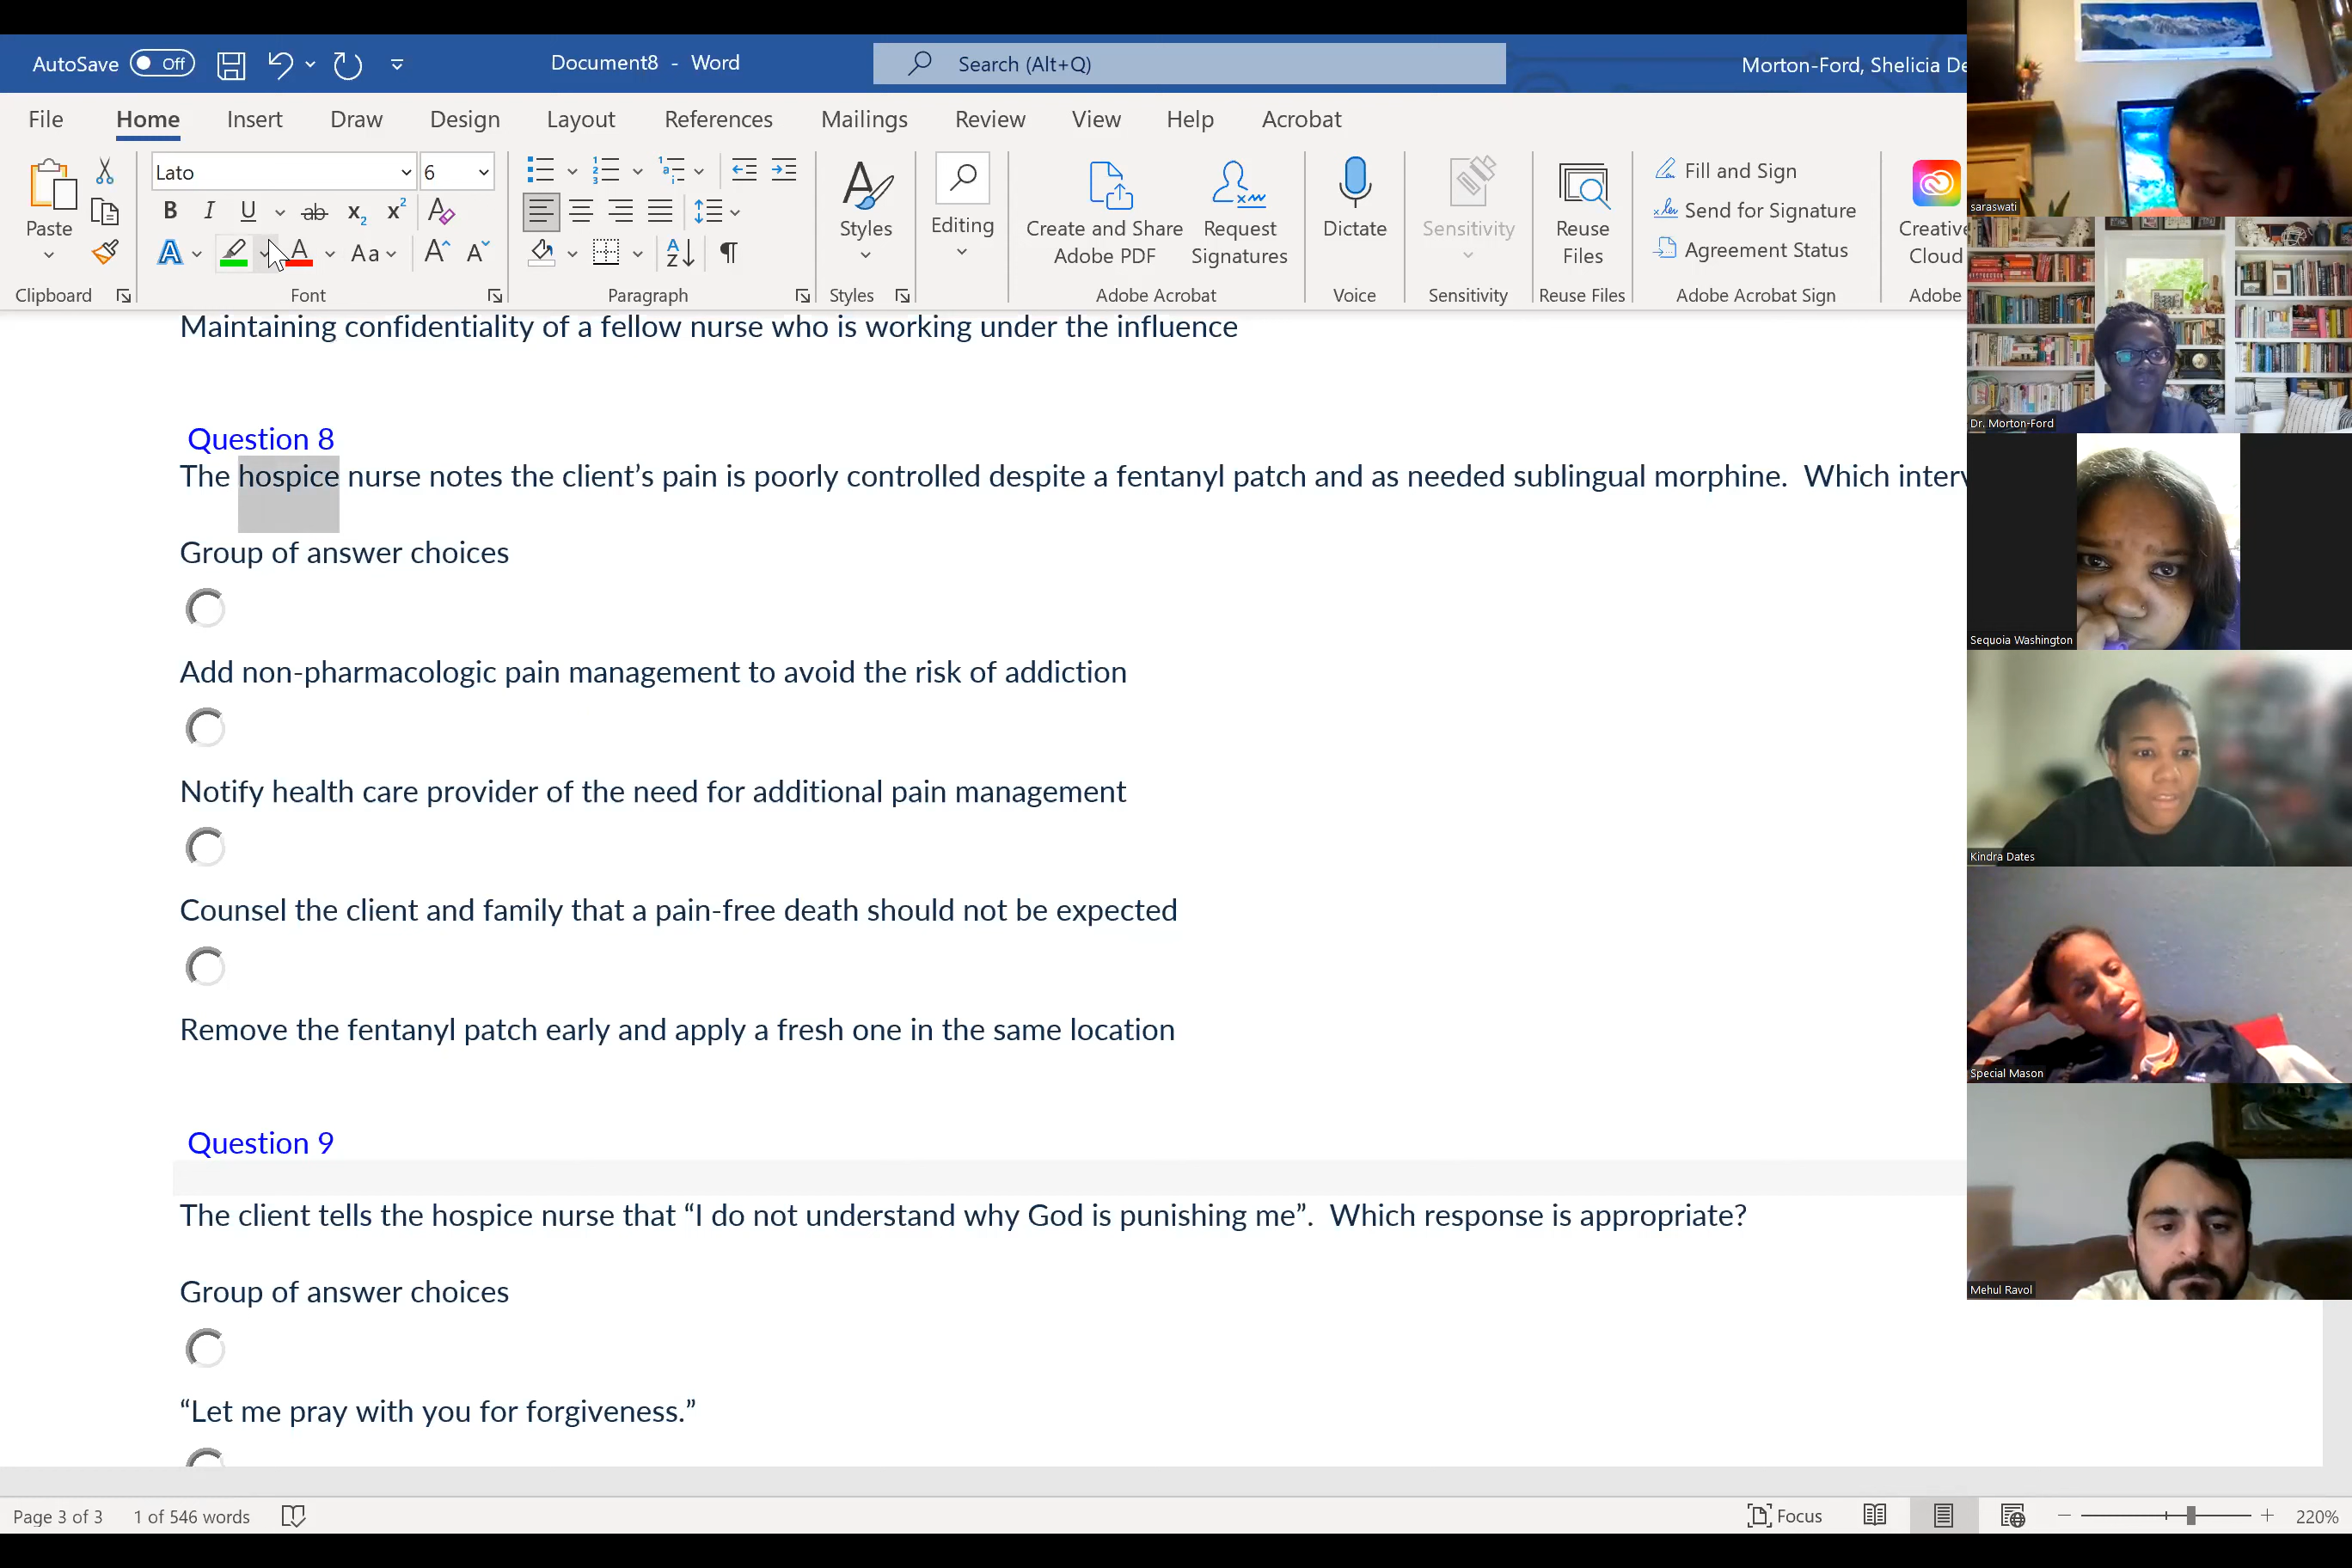 AutoSave Off Document8 - Word Search (Alt+Q) Morton-Ford, Shelicia De
File Home Insert Draw Design Layout References Mailings Review View Help Acrobat
Lato 6
Paste
B I U ab x2 x2
A A Aa A A
A
Z
Styles
Editing
Create and Share
Adobe PDF
Request
Signatures
Dictate
Sensitivity
Reuse
Files
Fill and Sign
Send for Signature
Agreement Status
Creative
Cloud
Clipboard Font Paragraph Styles Adobe Acrobat Voice Sensitivity Reuse Files Adobe Acrobat Sign Adobe
Maintaining confidentiality of a fellow nurse who is working under the influence
Question 8
The hospice nurse notes the client’s pain is poorly controlled despite a fentanyl patch and as needed sublingual morphine.  Which interv
Group of answer choices
Add non-pharmacologic pain management to avoid the risk of addiction
Notify health care provider of the need for additional pain management
Counsel the client and family that a pain-free death should not be expected
Remove the fentanyl patch early and apply a fresh one in the same location
Question 9
The client tells the hospice nurse that “I do not understand why God is punishing me”.  Which response is appropriate?
Group of answer choices
“Let me pray with you for forgiveness.”
Page 3 of 3 1 of 546 words Focus 220%
saraswati
Dr. Morton-Ford
Sequoia Washington
Kindra Dates
Special Mason
Mehul Ravol